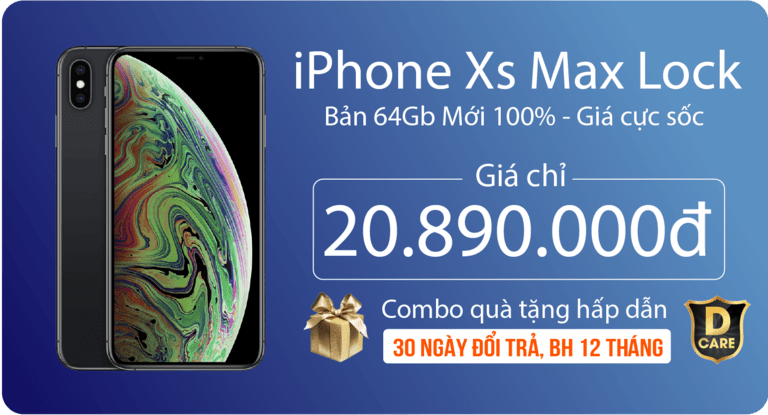 iPhone Xs Max Lock
Bản 64Gb Mới 100% - Giá cực sốc
Giá chỉ
20.890.000đ
Combo quà tặng hấp dẫn
30 NGÀY ĐỔI TRẢ, BH 12 THÁNG
D
CARE